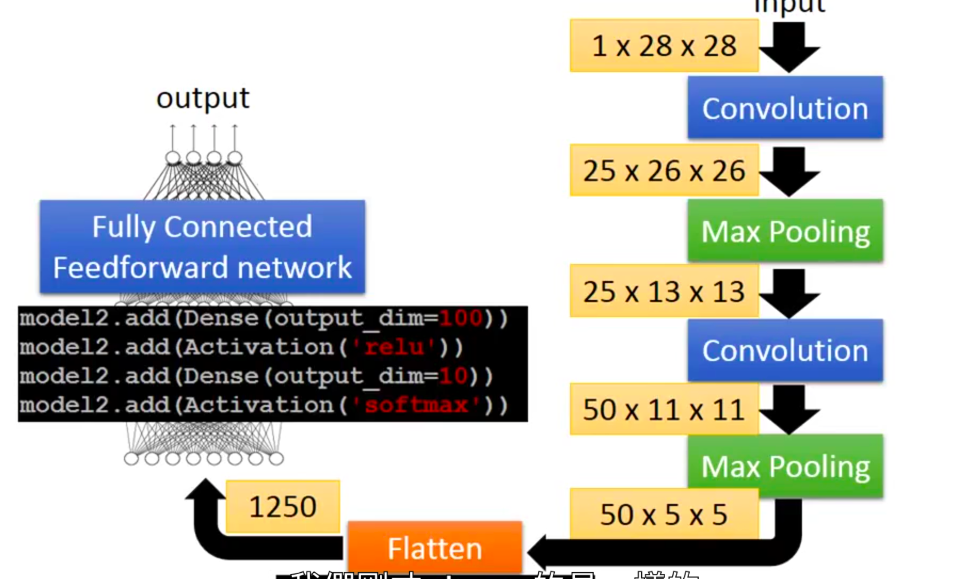 input
1 x 28 x 28
Convolution
25 x 26 x 26
Max Pooling
25 x 13 x 13
Convolution
50 x 11 x 11
Max Pooling
50 x 5 x 5
Flatten
1250
output
Fully Connected
Feedforward network
model2.add(Dense(output_dim=100))
model2.add(Activation('relu'))
model2.add(Dense(output_dim=10))
model2.add(Activation('softmax'))